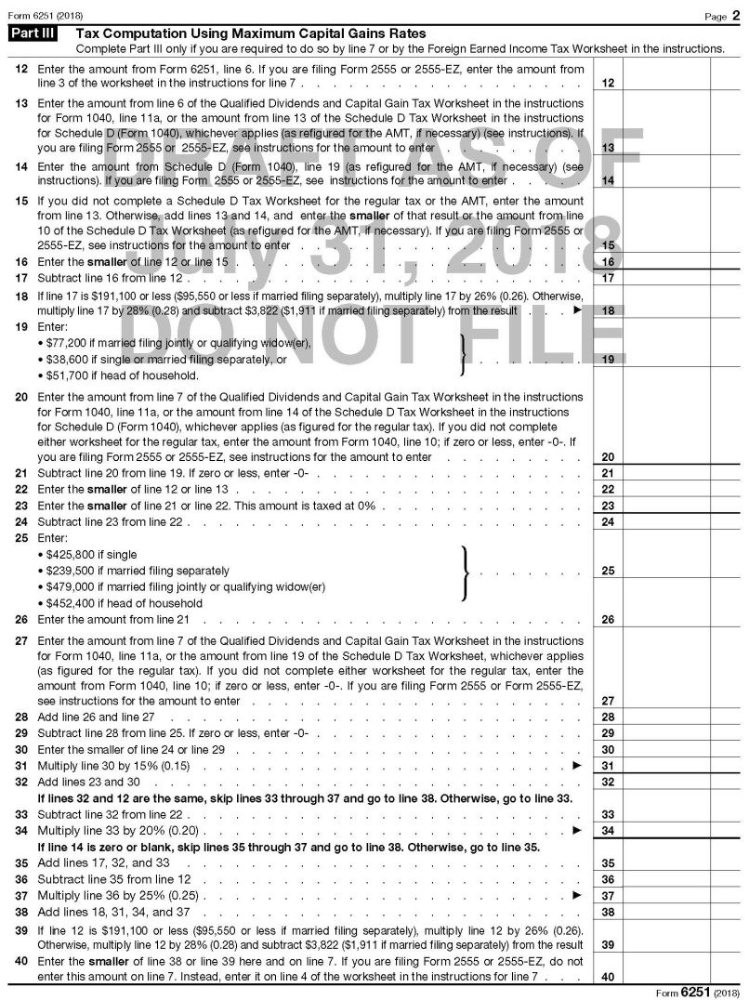 Form 6251 (2018) Page 2
Part III Tax Computation Using Maximum Capital Gains Rates
Complete Part III only if you are required to do so by line 7 or by the Foreign Earned Income Tax Worksheet in the instructions.
12 Enter the amount from Form 6251, line 6. If you are filing Form 2555 or 2555-EZ, enter the amount from
line 3 of the worksheet in the instructions for line 7 . . . . . . . . . . . . . . . . . . 12
13 Enter the amount from line 6 of the Qualified Dividends and Capital Gain Tax Worksheet in the instructions
for Form 1040, line 11a, or the amount from line 13 of the Schedule D Tax Worksheet in the instructions
for Schedule D (Form 1040), whichever applies (as refigured for the AMT, if necessary) (see instructions). If
you are filing Form 2555 or 2555-EZ, see instructions for the amount to enter . . . . . . . . . 13
DRAFT AS OF
14 Enter the amount from Schedule D (Form 1040), line 19 (as refigured for the AMT, if necessary) (see
instructions). If you are filing Form 2555 or 2555-EZ, see instructions for the amount to enter . . . . . 14
15 If you did not complete a Schedule D Tax Worksheet for the regular tax or the AMT, enter the amount
from line 13. Otherwise, add lines 13 and 14, and enter the smaller of that result or the amount from line
10 of the Schedule D Tax Worksheet (as refigured for the AMT, if necessary). If you are filing Form 2555 or
2555-EZ, see instructions for the amount to enter . . . . . . . . . . . . . . . . . . 15
July 31, 2018
16 Enter the smaller of line 12 or line 15 . . . . . . . . . . . . . . . . . . . . . . 16
17 Subtract line 16 from line 12 . . . . . . . . . . . . . . . . . . . . . . . . . 17
18 If line 17 is $191,100 or less ($95,550 or less if married filing separately), multiply line 17 by 26% (0.26). Otherwise,
multiply line 17 by 28% (0.28) and subtract $3,822 ($1,911 if married filing separately) from the result . . . ▶ 18
DO NOT FILE
19 Enter:
• $77,200 if married filing jointly or qualifying widow(er),
• $38,600 if single or married filing separately, or } . . . . . . . 19
• $51,700 if head of household.
20 Enter the amount from line 7 of the Qualified Dividends and Capital Gain Tax Worksheet in the instructions
for Form 1040, line 11a, or the amount from line 14 of the Schedule D Tax Worksheet in the instructions
for Schedule D (Form 1040), whichever applies (as figured for the regular tax). If you did not complete
either worksheet for the regular tax, enter the amount from Form 1040, line 10; if zero or less, enter -0-. If
you are filing Form 2555 or 2555-EZ, see instructions for the amount to enter . . . . . . . . . 20
21 Subtract line 20 from line 19. If zero or less, enter -0- . . . . . . . . . . . . . . . . . 21
22 Enter the smaller of line 12 or line 13 . . . . . . . . . . . . . . . . . . . . . . 22
23 Enter the smaller of line 21 or line 22. This amount is taxed at 0% . . . . . . . . . . . . . 23
24 Subtract line 23 from line 22 . . . . . . . . . . . . . . . . . . . . . . . . . 24
25 Enter:
• $425,800 if single
• $239,500 if married filing separately } . . . . . . . 25
• $479,000 if married filing jointly or qualifying widow(er)
• $452,400 if head of household
26 Enter the amount from line 21 . . . . . . . . . . . . . . . . . . . . . . . . 26
27 Enter the amount from line 7 of the Qualified Dividends and Capital Gain Tax Worksheet in the instructions
for Form 1040, line 11a, or the amount from line 19 of the Schedule D Tax Worksheet, whichever applies
(as figured for the regular tax). If you did not complete either worksheet for the regular tax, enter the
amount from Form 1040, line 10; if zero or less, enter -0-. If you are filing Form 2555 or Form 2555-EZ,
see instructions for the amount to enter . . . . . . . . . . . . . . . . . . . . . 27
28 Add line 26 and line 27 . . . . . . . . . . . . . . . . . . . . . . . . . . 28
29 Subtract line 28 from line 25. If zero or less, enter -0- . . . . . . . . . . . . . . . . . 29
30 Enter the smaller of line 24 or line 29 . . . . . . . . . . . . . . . . . . . . . . 30
31 Multiply line 30 by 15% (0.15) . . . . . . . . . . . . . . . . . . . . . . . ▶ 31
32 Add lines 23 and 30 . . . . . . . . . . . . . . . . . . . . . . . . . . . 32
If lines 32 and 12 are the same, skip lines 33 through 37 and go to line 38. Otherwise, go to line 33.
33 Subtract line 32 from line 22 . . . . . . . . . . . . . . . . . . . . . . . . . 33
34 Multiply line 33 by 20% (0.20) . . . . . . . . . . . . . . . . . . . . . . . ▶ 34
If line 14 is zero or blank, skip lines 35 through 37 and go to line 38. Otherwise, go to line 35.
35 Add lines 17, 32, and 33 . . . . . . . . . . . . . . . . . . . . . . . . . . 35
36 Subtract line 35 from line 12 . . . . . . . . . . . . . . . . . . . . . . . . . 36
37 Multiply line 36 by 25% (0.25) . . . . . . . . . . . . . . . . . . . . . . . ▶ 37
38 Add lines 18, 31, 34, and 37 . . . . . . . . . . . . . . . . . . . . . . . . . 38
39 If line 12 is $191,100 or less ($95,550 or less if married filing separately), multiply line 12 by 26% (0.26).
Otherwise, multiply line 12 by 28% (0.28) and subtract $3,822 ($1,911 if married filing separately) from the result 39
40 Enter the smaller of line 38 or line 39 here and on line 7. If you are filing Form 2555 or 2555-EZ, do not
enter this amount on line 7. Instead, enter it on line 4 of the worksheet in the instructions for line 7 . . . 40
Form 6251 (2018)